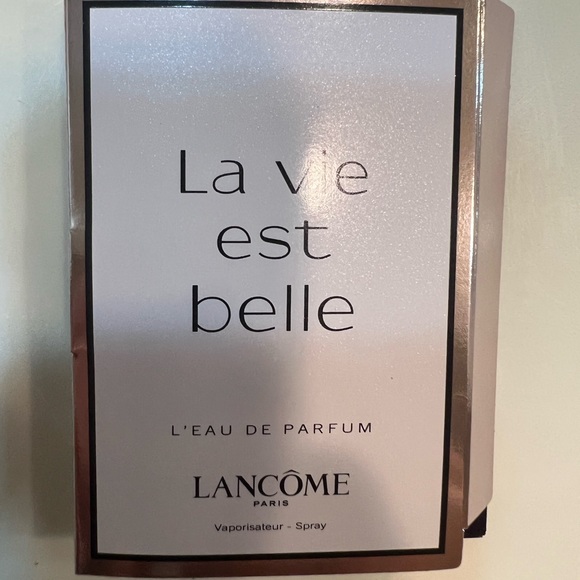 La vie
est
belle
L'EAU DE PARFUM
LANCÔME
PARIS
Vaporisateur - Spray